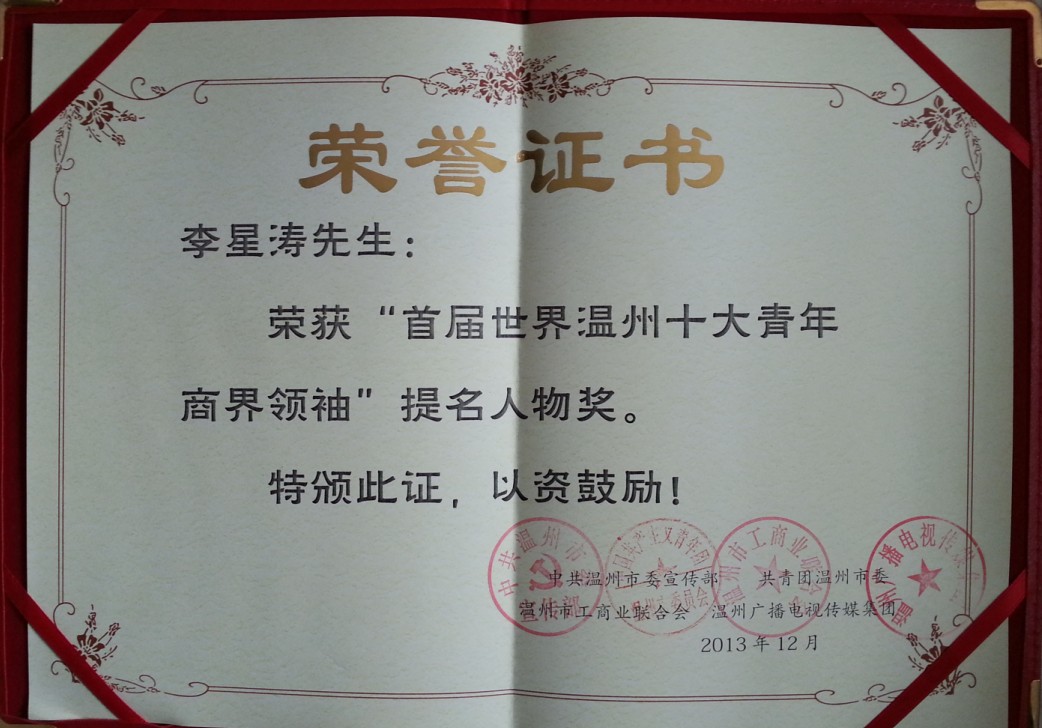 荣誉证书
李星涛先生：
荣获“首届世界温州十大青年
商界领袖”提名人物奖。
特颁此证，以资鼓励！
中共温州市委宣传部 共青团温州市委
温州市工商业联合会 温州广播电视传媒集团
2013年12月